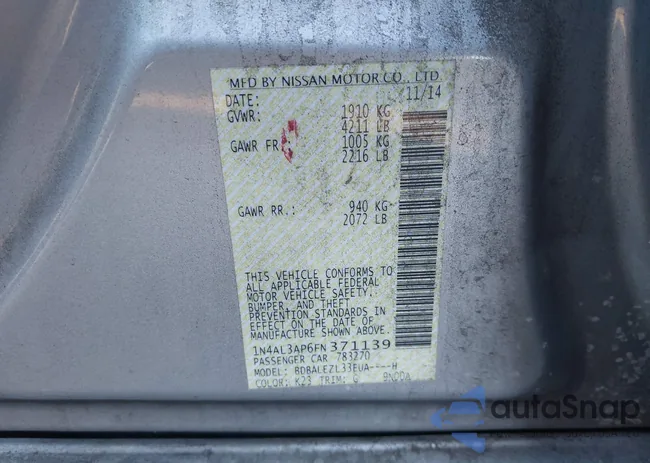 MFD BY NISSAN MOTOR CO., LTD.
DATE: 11/14
GVWR: 1910 KG
4211 LB
GAWR FR 1005 KG
2216 LB
GAWR RR.: 940 KG
2072 LB
THIS VEHICLE CONFORMS TO
ALL APPLICABLE FEDERAL
MOTOR VEHICLE SAFETY,
BUMPER, AND THEFT
PREVENTION STANDARDS IN
EFFECT ON THE DATE OF
MANUFACTURE SHOWN ABOVE.
1N4AL3AP6FN371139
PASSENGER CAR 783270
MODEL: BDBALEZL33EUA----H
COLOR: K23 TRIM: G
autaSnap